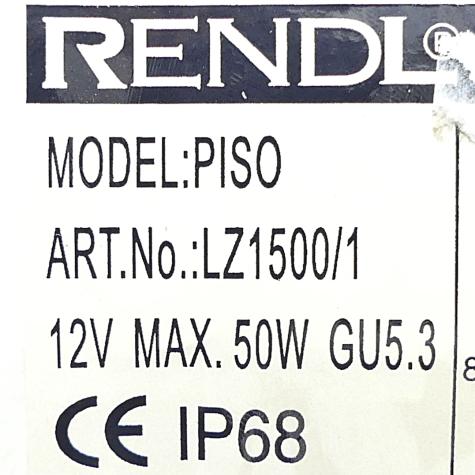 RENDL®
MODEL:PISO
ART.No.:LZ1500/1
12V MAX. 50W GU5.3
CE IP68